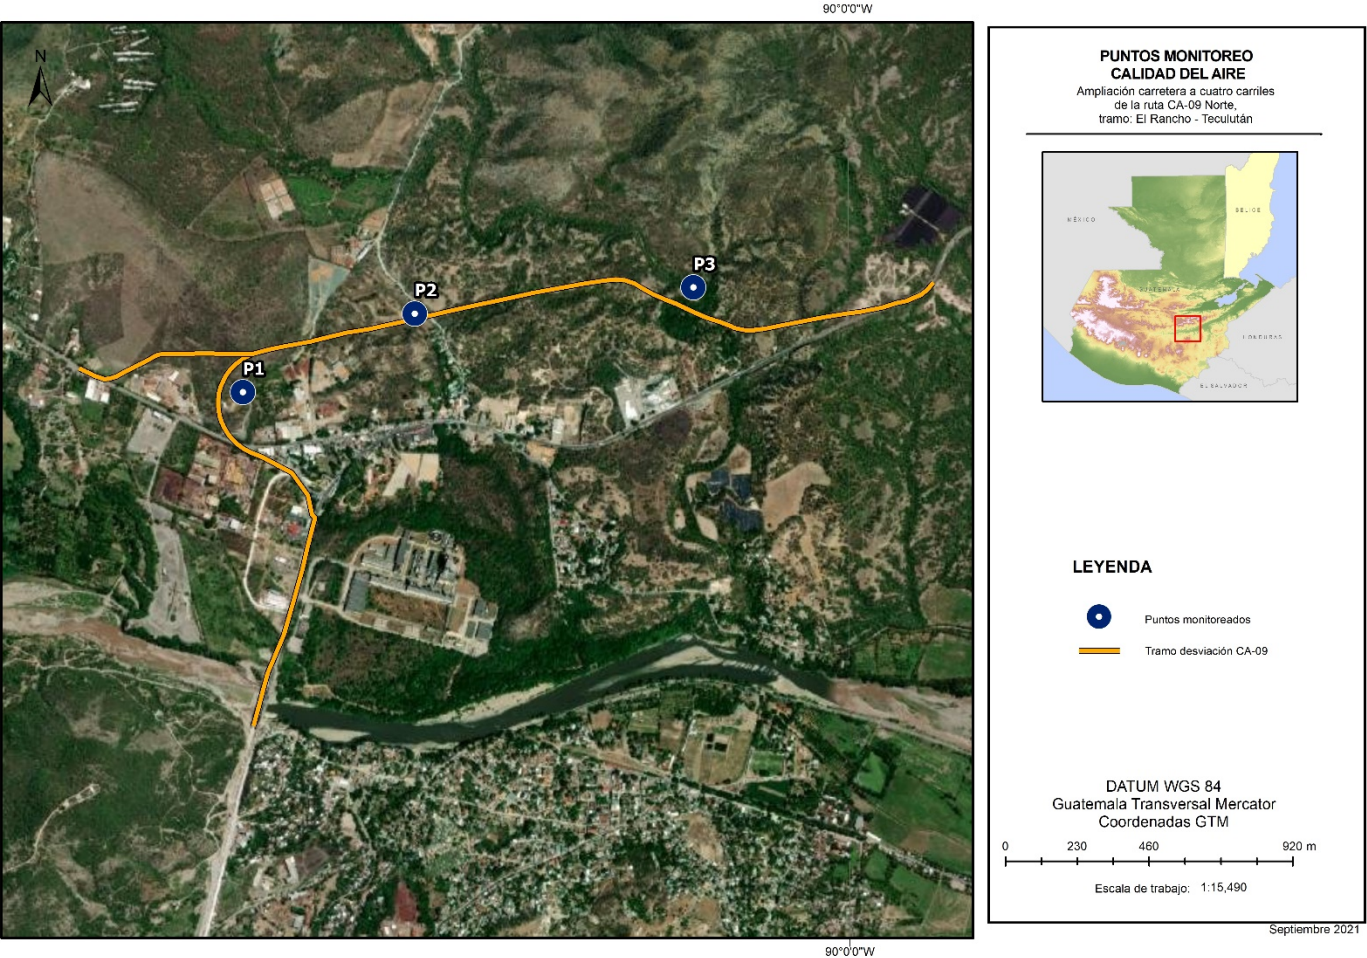 90°0'0"W
N
P3
P2
P1
90°0'0"W
PUNTOS MONITOREO
CALIDAD DEL AIRE
Ampliación carretera a cuatro carriles
de la ruta CA-09 Norte,
tramo: El Rancho - Teculután
MÉXICO
BELICE
GUATEMALA
HONDURAS
EL SALVADOR
LEYENDA
Puntos monitoreados
Tramo desviación CA-09
DATUM WGS 84
Guatemala Transversal Mercator
Coordenadas GTM
0 230 460 920 m
Escala de trabajo: 1:15,490
Septiembre 2021